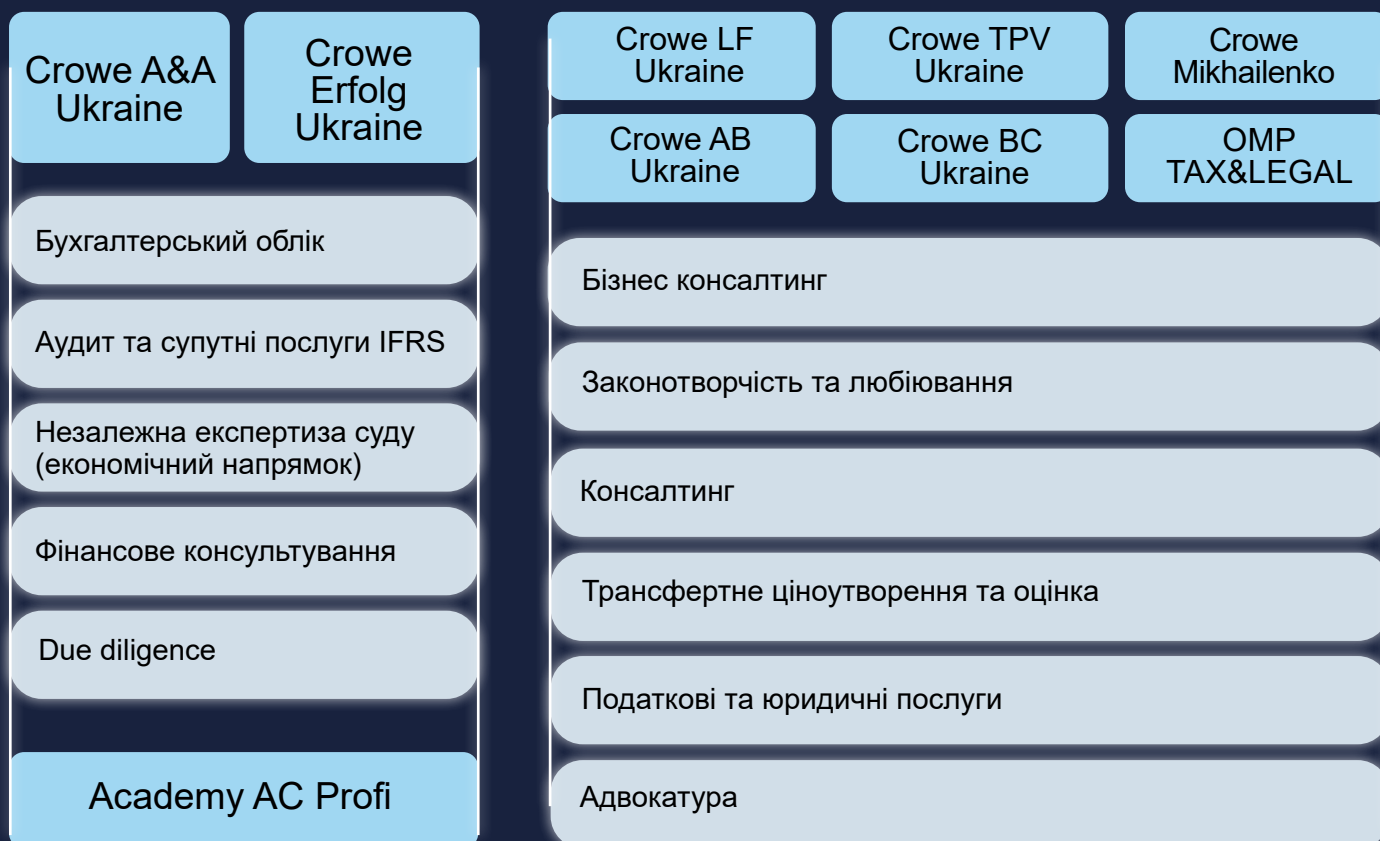 Crowe A&A
Ukraine
Crowe
Erfolg
Ukraine
Бухгалтерський облік
Аудит та супутні послуги IFRS
Незалежна експертиза суду
(економічний напрямок)
Фінансове консультування
Due diligence
Academy AC Profi
Crowe LF
Ukraine
Crowe TPV
Ukraine
Crowe
Mikhailenko
Crowe AB
Ukraine
Crowe BC
Ukraine
OMP
TAX&LEGAL
Бізнес консалтинг
Законотворчість та любіювання
Консалтинг
Трансфертне ціноутворення та оцінка
Податкові та юридичні послуги
Адвокатура